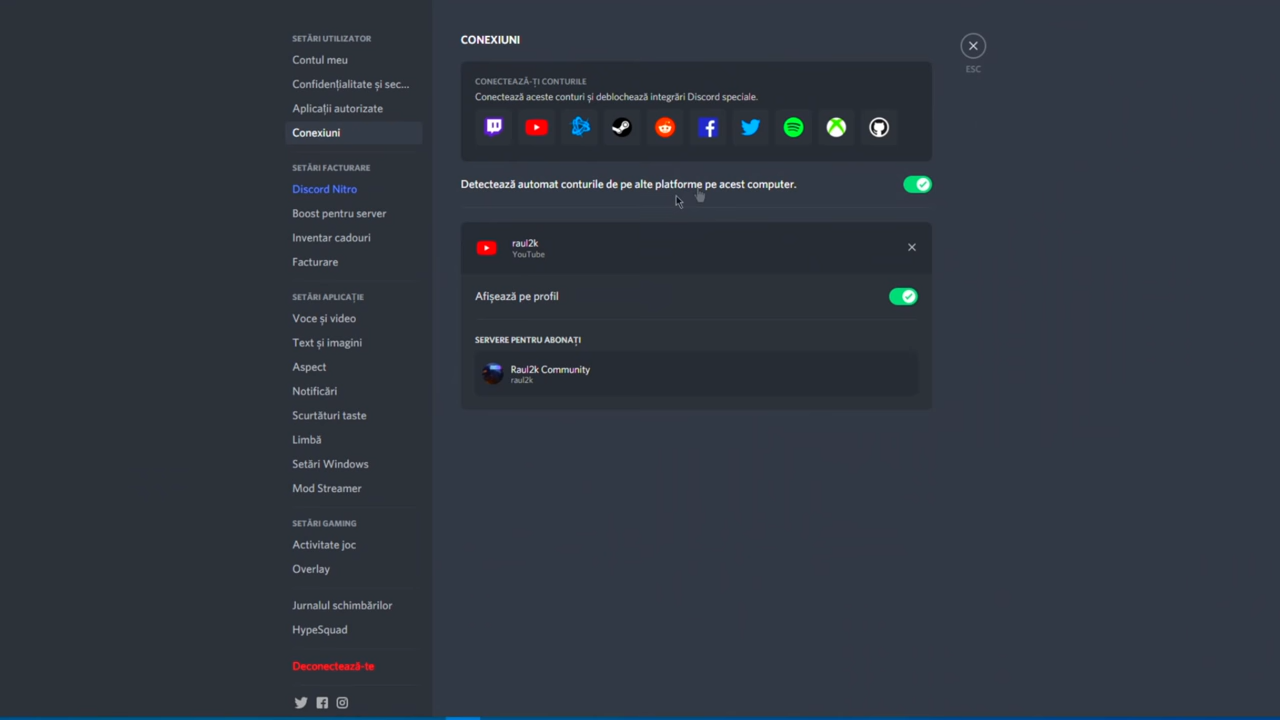 SETĂRI UTILIZATOR
Contul meu
Confidențialitate și sec...
Aplicații autorizate
Conexiuni
SETĂRI FACTURARE
Discord Nitro
Boost pentru server
Inventar cadouri
Facturare
SETĂRI APLICAȚIE
Voce și video
Text și imagini
Aspect
Notificări
Scurtături taste
Limbă
Setări Windows
Mod Streamer
SETĂRI GAMING
Activitate joc
Overlay
Jurnalul schimbărilor
HypeSquad
Deconectează-te
CONEXIUNI
CONECTEAZĂ-ȚI CONTURILE
Conectează aceste conturi și deblochează integrări Discord speciale.
Detectează automat conturile de pe alte platforme pe acest computer.
raul2k
YouTube
Afișează pe profil
SERVERE PENTRU ABONAȚI
Raul2k Community
raul2k
ESC